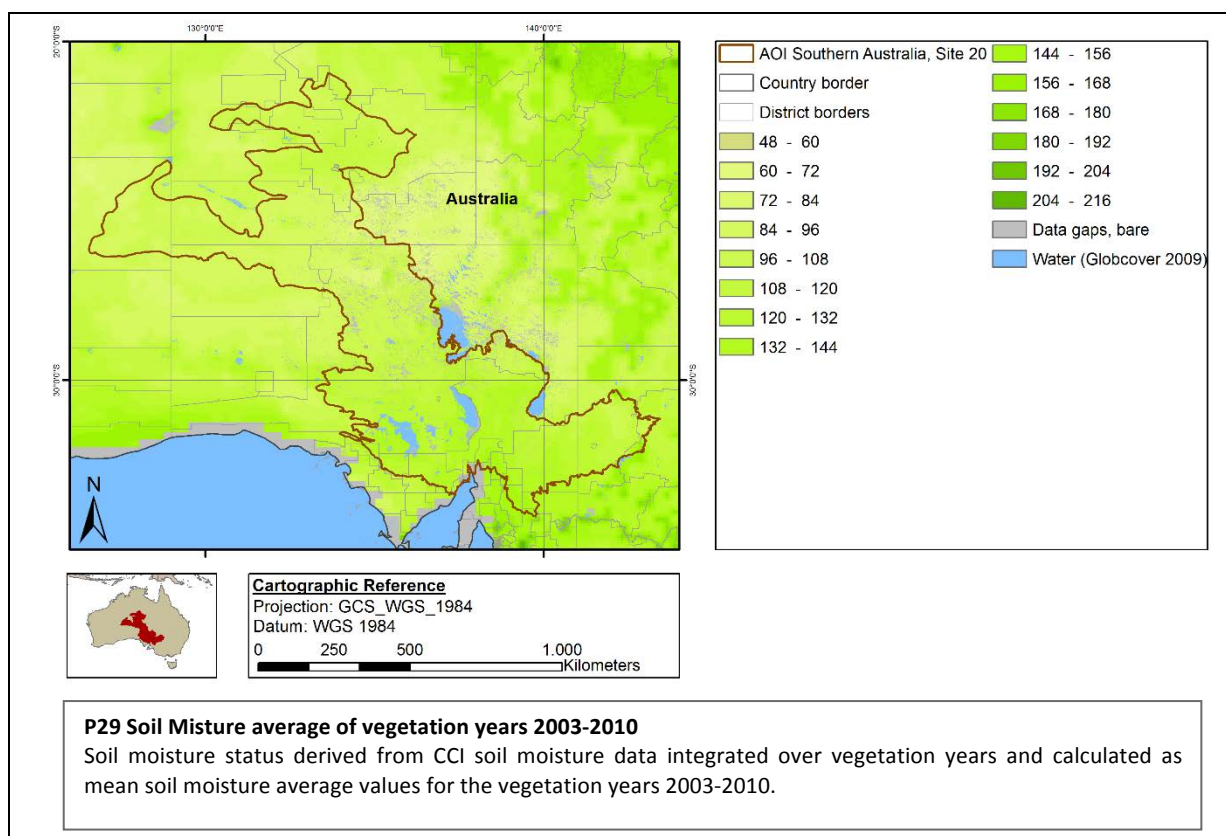 130°0'0"E
140°0'0"E
20°0'0"S
20°0'0"S
30°0'0"S
30°0'0"S
Australia
N
AOI Southern Australia, Site 20
Country border
District borders
48 - 60
60 - 72
72 - 84
84 - 96
96 - 108
108 - 120
120 - 132
132 - 144
144 - 156
156 - 168
168 - 180
180 - 192
192 - 204
204 - 216
Data gaps, bare
Water (Globcover 2009)
Cartographic Reference
Projection: GCS_WGS_1984
Datum: WGS 1984
0 250 500 1.000
Kilometers
P29 Soil Misture average of vegetation years 2003-2010
Soil moisture status derived from CCI soil moisture data integrated over vegetation years and calculated as
mean soil moisture average values for the vegetation years 2003-2010.